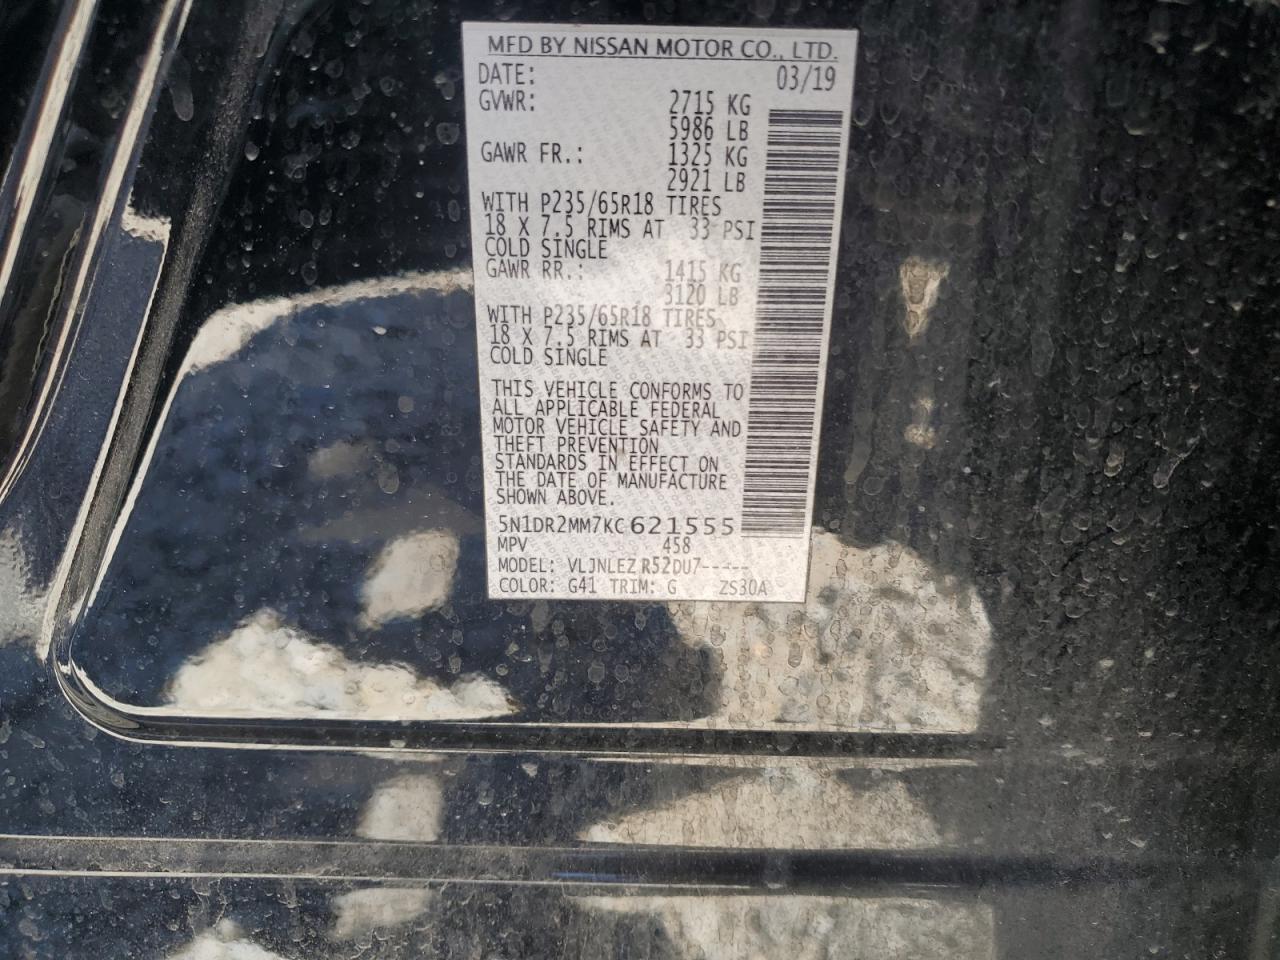 MFD BY NISSAN MOTOR CO., LTD.
DATE: 03/19
GVWR: 2715 KG
5986 LB
GAWR FR.: 1325 KG
2921 LB
WITH P235/65R18 TIRES
18 X 7.5 RIMS AT 33 PSI
COLD SINGLE
GAWR RR.: 1415 KG
3120 LB
WITH P235/65R18 TIRES
18 X 7.5 RIMS AT 33 PSI
COLD SINGLE
THIS VEHICLE CONFORMS TO
ALL APPLICABLE FEDERAL
MOTOR VEHICLE SAFETY AND
THEFT PREVENTION
STANDARDS IN EFFECT ON
THE DATE OF MANUFACTURE
SHOWN ABOVE.
5N1DR2MM7KC621555
MPV 458
MODEL: VLJNLEZ R52DU7-----
COLOR: G41 TRIM: G ZS30A